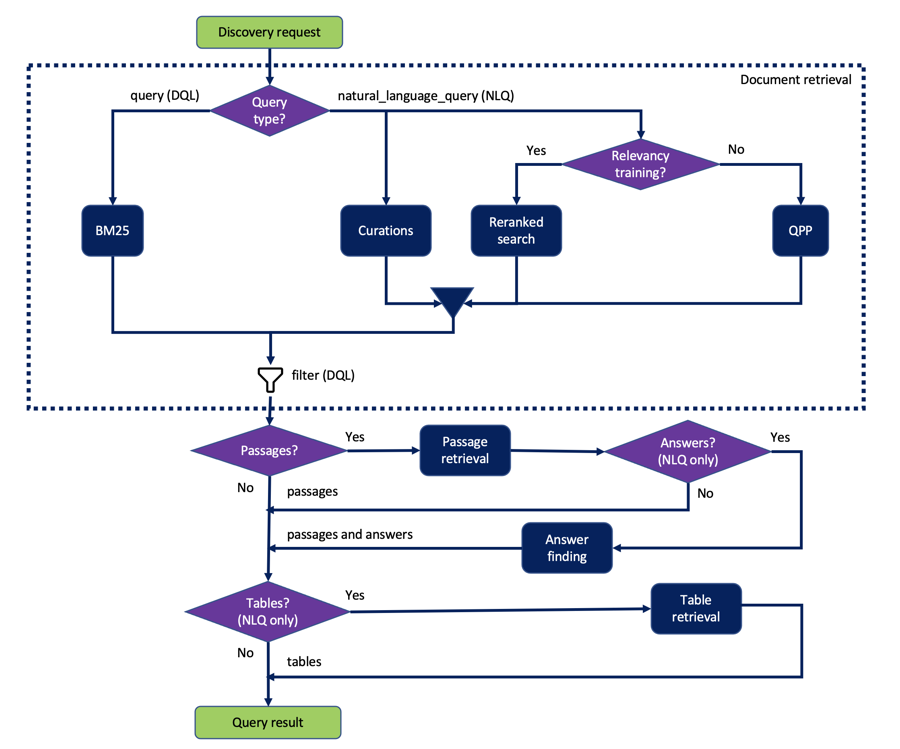 Discovery request
Document retrieval
query (DQL)
Query
type?
natural_language_query (NLQ)
Yes
Relevancy
training?
No
BM25
Curations
Reranked
search
QPP
filter (DQL)
Passages?
Yes
Passage
retrieval
Answers?
(NLQ only)
Yes
No
passages
No
passages and answers
Answer
finding
Tables?
(NLQ only)
Yes
Table
retrieval
No
tables
Query result